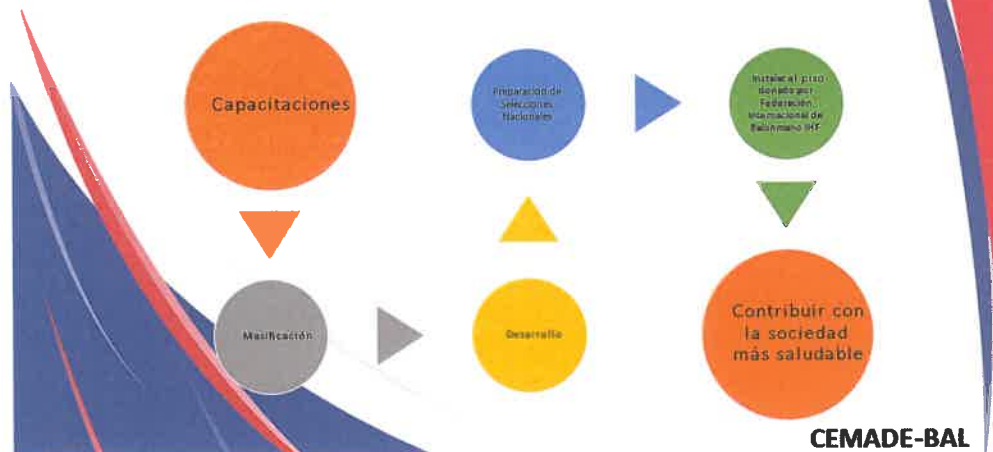 Capacitaciones
Masificación
Desarrollo
Preparación de
Selecciones
Nacionales
Instalar al piso
donado por
Federación
Internacional de
Balonmano IHF
Contribuir con
la sociedad
más saludable
CEMADE-BAL